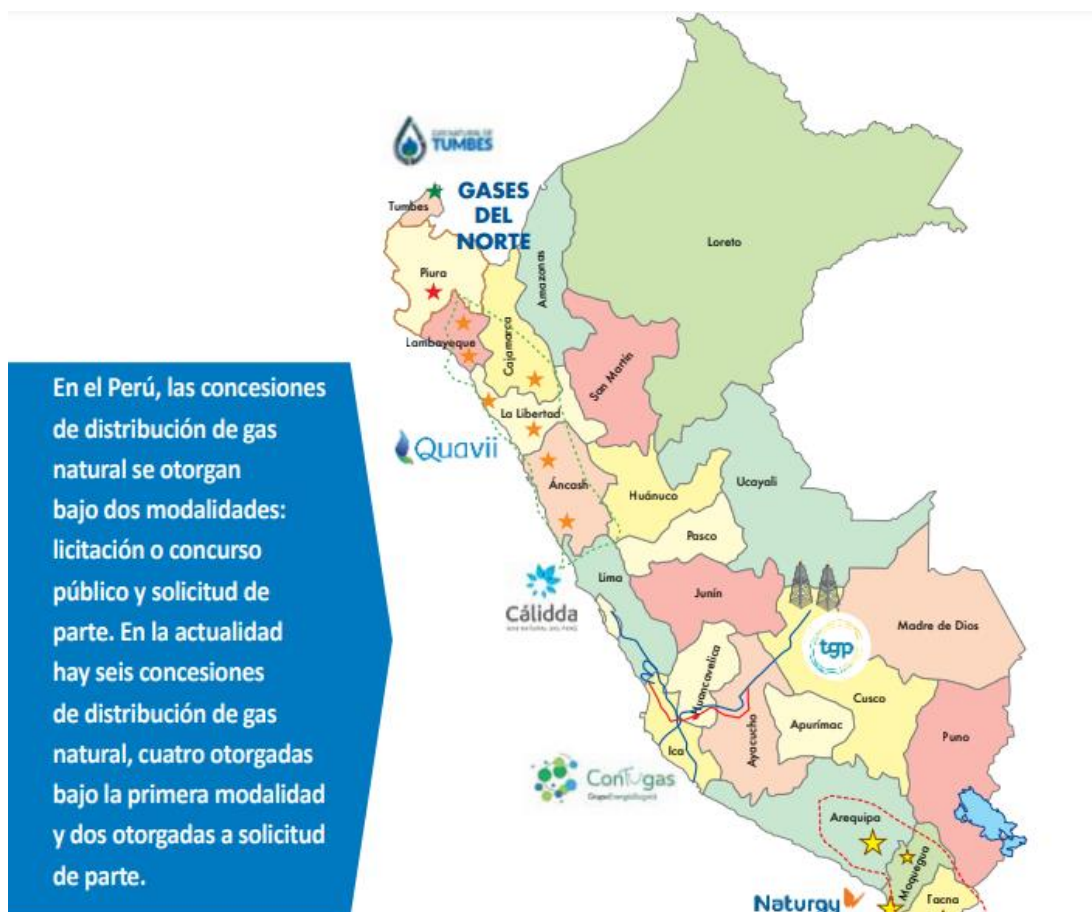 TUMBES
GASES
DEL
NORTE
Tumbes
Loreto
Amazonas
Piura
Lambayeque
Cajamarca
San Martín
La Libertad
Quavii
En el Perú, las concesiones
de distribución de gas
natural se otorgan
bajo dos modalidades:
licitación o concurso
público y solicitud de
parte. En la actualidad
hay seis concesiones
de distribución de gas
natural, cuatro otorgadas
bajo la primera modalidad
y dos otorgadas a solicitud
de parte.
Áncash
Huánuco
Ucayali
Pasco
Lima
Junín
Cálidda
Madre de Dios
tgp
Huancavelica
Cusco
Apurímac
Ayacucho
Puno
Ica
Contugas
GrupoEnergíaBogotá
Arequipa
Moquegua
Tacna
Naturgy